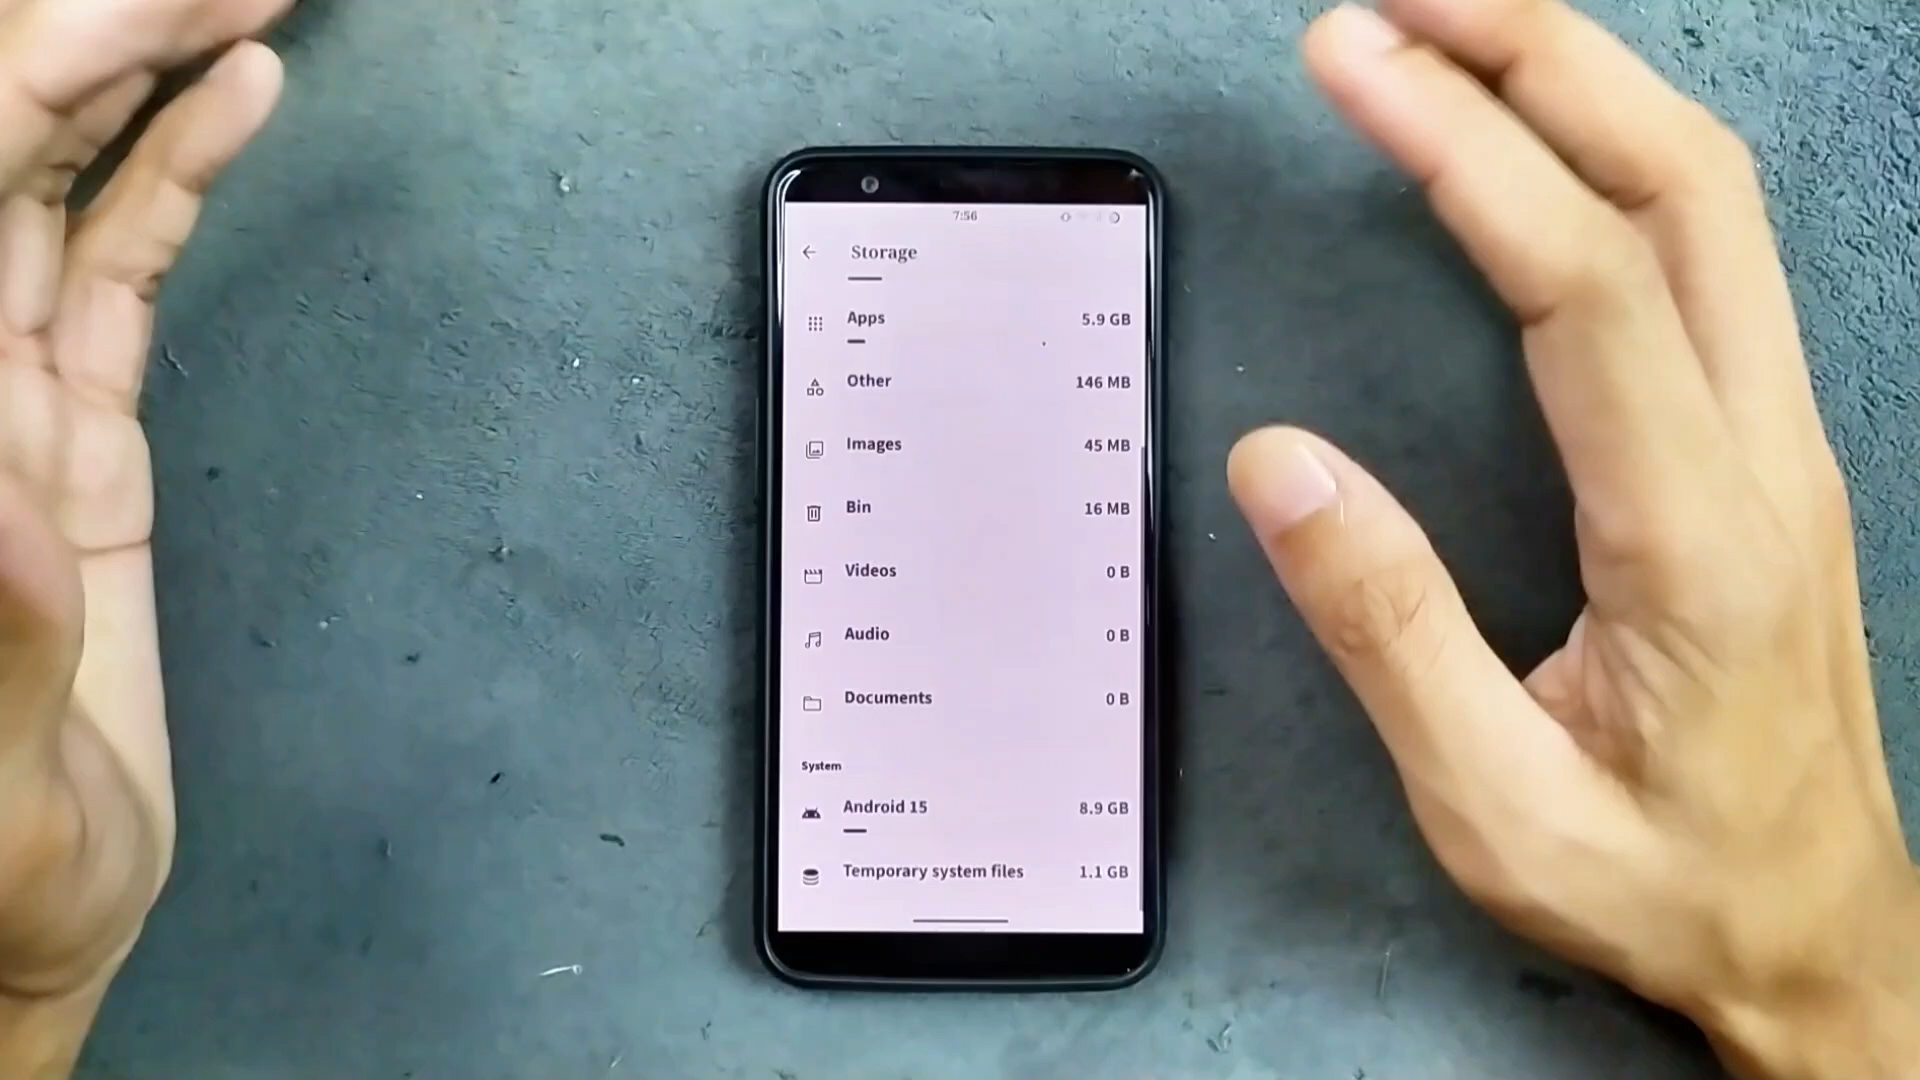 7:56
Storage
Apps 5.9 GB
Other 146 MB
Images 45 MB
Bin 16 MB
Videos 0 B
Audio 0 B
Documents 0 B
System
Android 15 8.9 GB
Temporary system files 1.1 GB